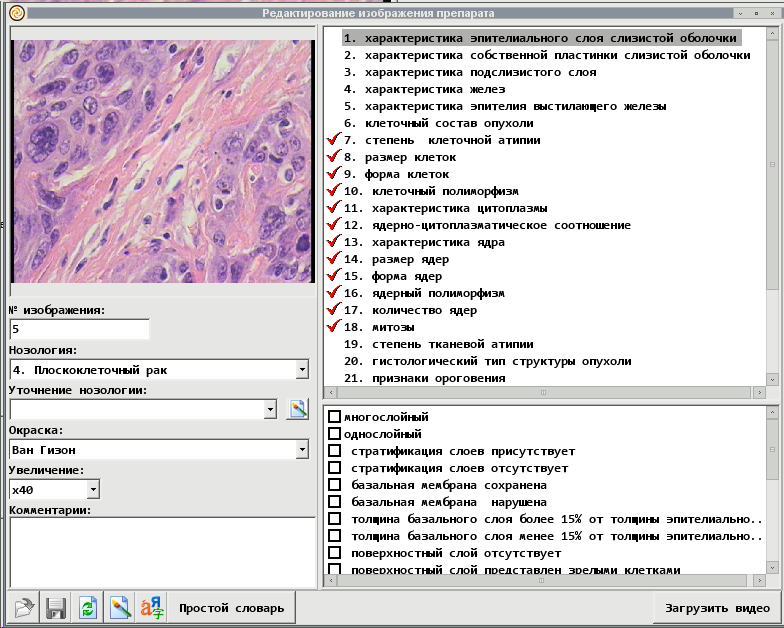 Редактирование изображения препарата
1. характеристика эпителиального слоя слизистой оболочки
2. характеристика собственной пластинки слизистой оболочки
3. характеристика подслизистого слоя
4. характеристика желез
5. характеристика эпителия выстилающего железы
6. клеточный состав опухоли
7. степень клеточной атипии
8. размер клеток
9. форма клеток
10. клеточный полиморфизм
11. характеристика цитоплазмы
12. ядерно-цитоплазматическое соотношение
13. характеристика ядра
14. размер ядер
15. форма ядер
16. ядерный полиморфизм
17. количество ядер
18. митозы
19. степень тканевой атипии
20. гистологический тип структуры опухоли
21. признаки ороговения
№ изображения:
5
Нозология:
4. Плоскоклеточный рак
Уточнение нозологии:
Окраска:
Ван Гизон
Увеличение:
x40
Комментарии:
многослойный
однослойный
стратификация слоев присутствует
стратификация слоев отсутствует
базальная мембрана сохранена
базальная мембрана нарушена
толщина базального слоя более 15% от толщины эпителиально..
толщина базального слоя менее 15% от толщины эпителиально..
поверхностный слой отсутствует
поверхностный слой представлен зрелыми клетками
Простой словарь
Загрузить видео